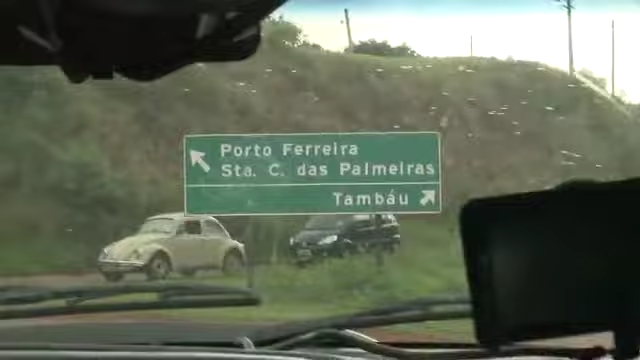 Porto Ferreira
Sta. C. das Palmeiras
Tambáu